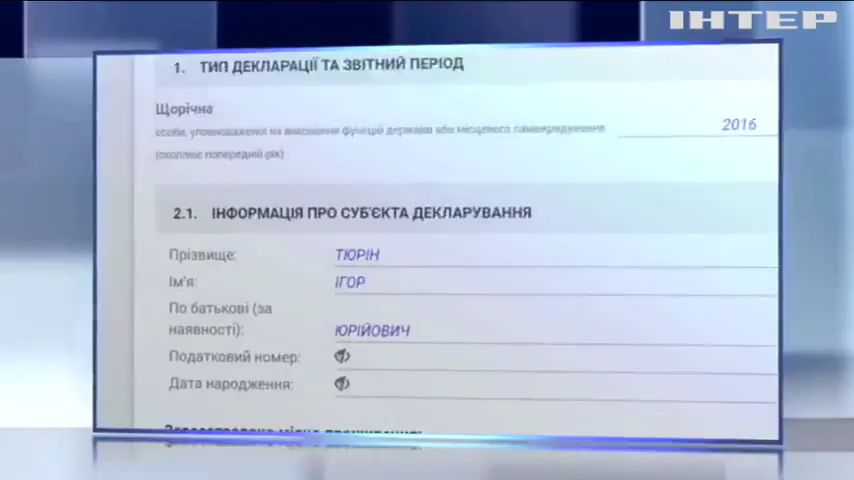 ІНТЕР
1. ТИП ДЕКЛАРАЦІЇ ТА ЗВІТНИЙ ПЕРІОД
Щорічна
особи, уповноваженої на виконання функцій держави або місцевого самоврядування
2016
(охоплює попередній рік)
2.1. ІНФОРМАЦІЯ ПРО СУБ'ЄКТА ДЕКЛАРУВАННЯ
Прізвище: ТЮРІН
Ім'я: ІГОР
По батькові (за
наявності): ЮРІЙОВИЧ
Податковий номер:
Дата народження: